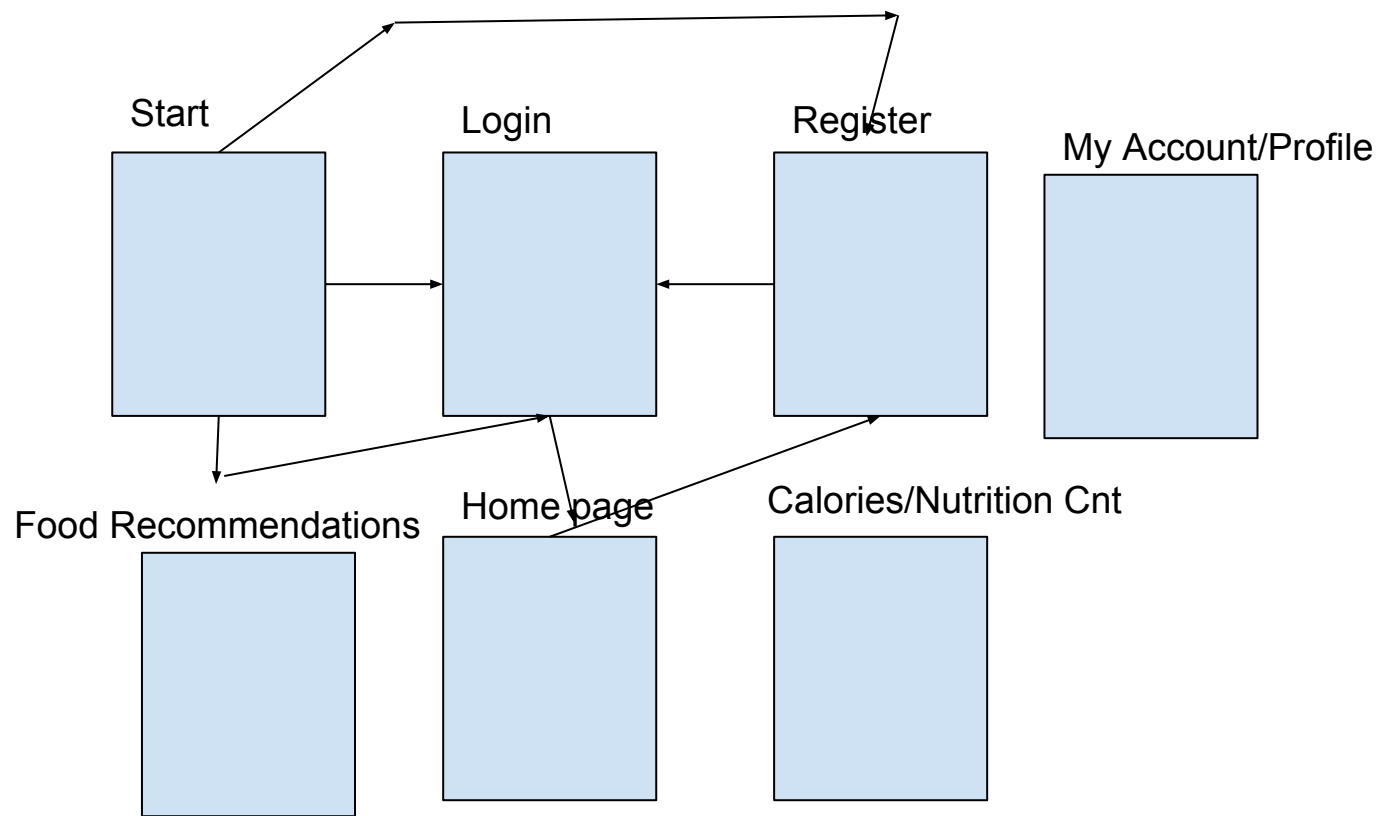 Start
Login
Register
My Account/Profile
Food Recommendations
Home page
Calories/Nutrition Cnt